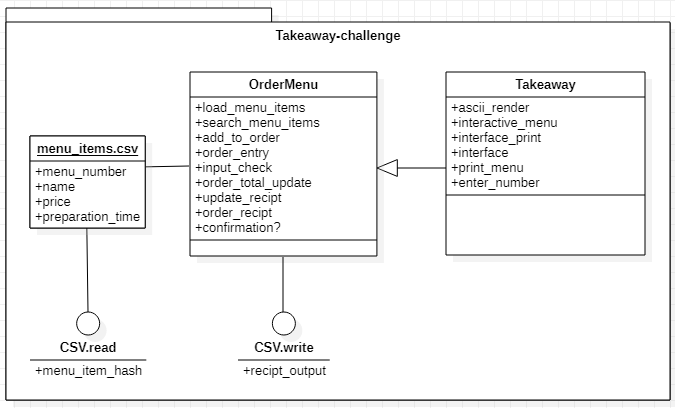 Takeaway-challenge
menu_items.csv
+menu_number
+name
+price
+preparation_time
OrderMenu
+load_menu_items
+search_menu_items
+add_to_order
+order_entry
+input_check
+order_total_update
+update_recipt
+order_recipt
+confirmation?
Takeaway
+ascii_render
+interactive_menu
+interface_print
+interface
+print_menu
+enter_number
CSV.read
+menu_item_hash
CSV.write
+recipt_output